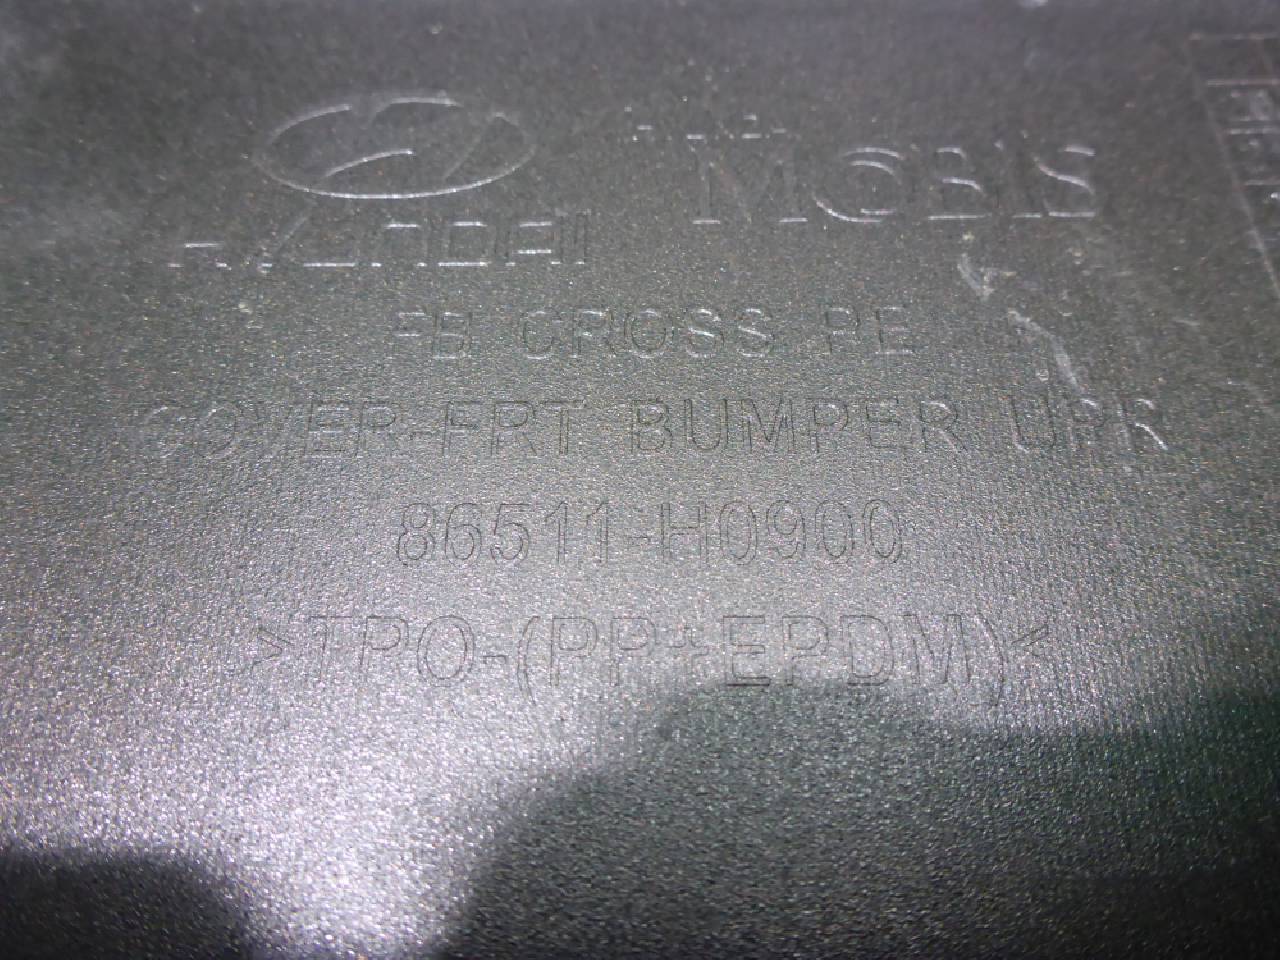 HYUNDAI
MOBIS
FB CROSS PE
COVER-FRT BUMPER UPR
86511-H0900
>TPO-(PP+EPDM)<